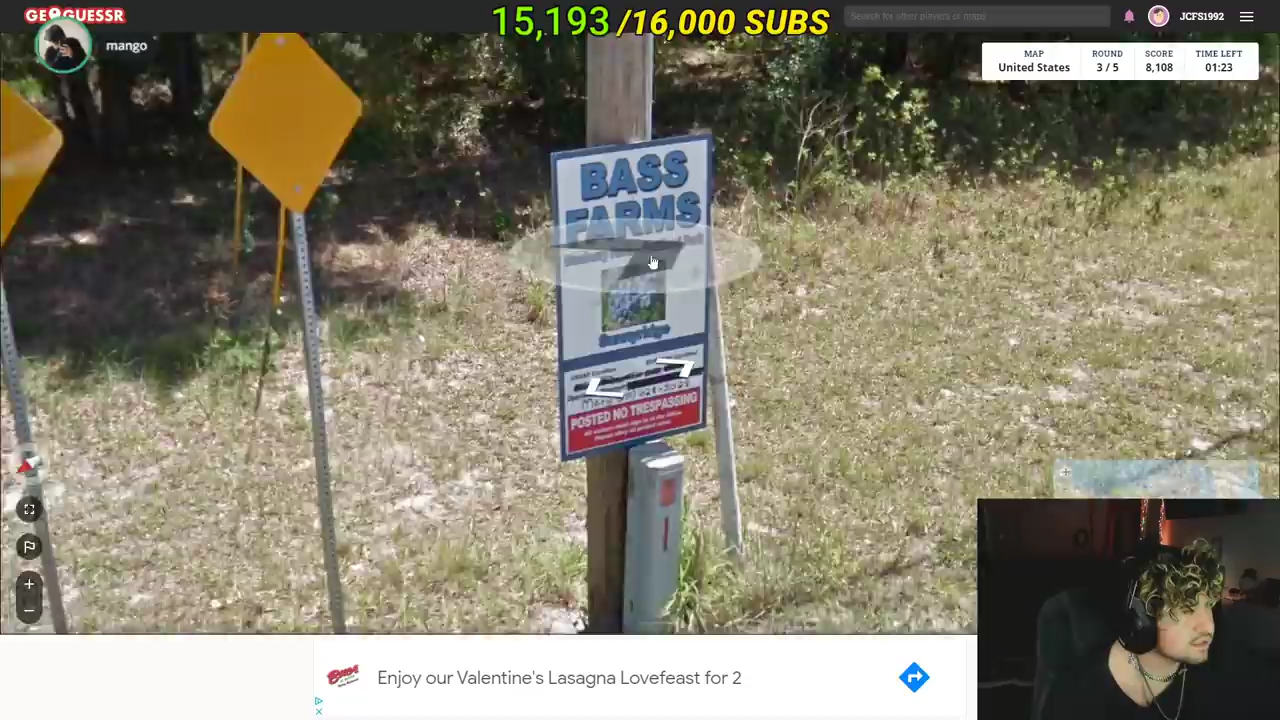 GEOGUESSR
15,193 /16,000 SUBS
Search for other players or maps
JCFS1992
mango
MAP
United States
ROUND
3 / 5
SCORE
8,108
TIME LEFT
01:23
BASS
FARMS
POSTED NO TRESPASSING
Enjoy our Valentine's Lasagna Lovefeast for 2